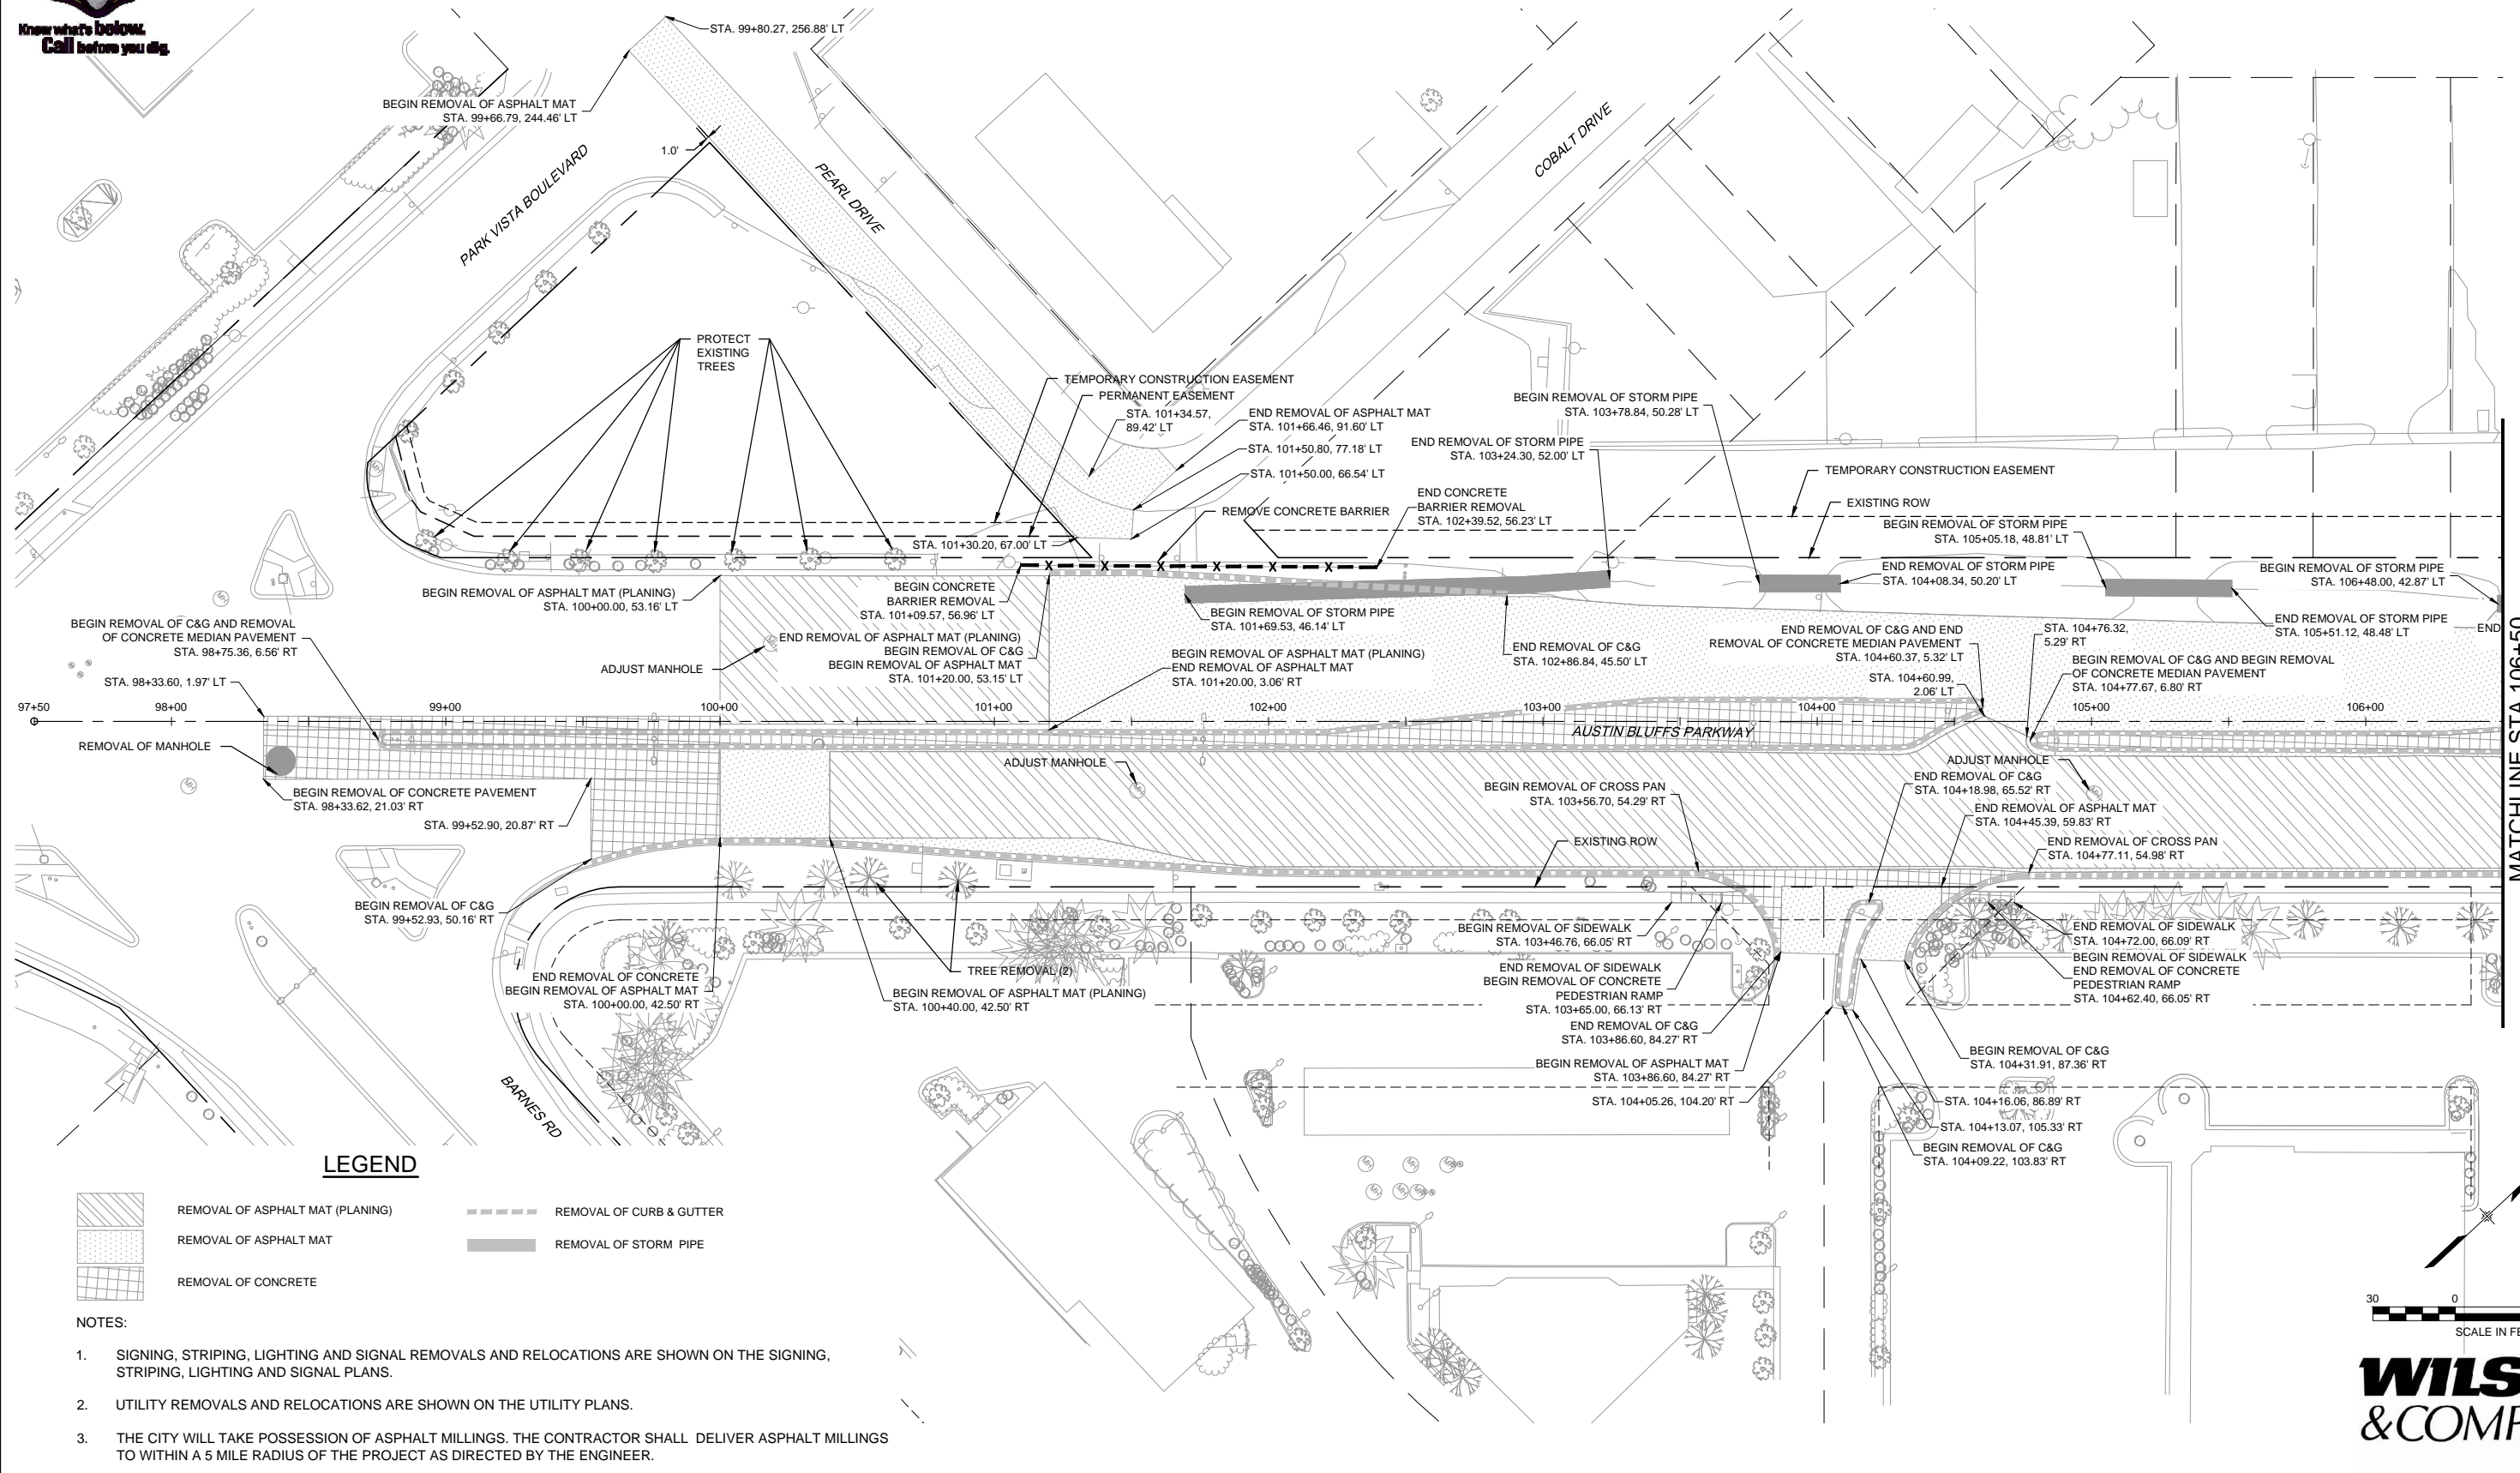 Know what's below.
Call before you dig.
STA. 99+80.27, 256.88' LT
BEGIN REMOVAL OF ASPHALT MAT
STA. 99+66.79, 244.46' LT
1.0'
PARK VISTA BOULEVARD
PEARL DRIVE
COBALT DRIVE
PROTECT
EXISTING
TREES
TEMPORARY CONSTRUCTION EASEMENT
PERMANENT EASEMENT
STA. 101+34.57,
89.42' LT
END REMOVAL OF ASPHALT MAT
STA. 101+66.46, 91.60' LT
STA. 101+50.80, 77.18' LT
STA. 101+50.00, 66.54' LT
BEGIN REMOVAL OF STORM PIPE
STA. 103+78.84, 50.28' LT
END REMOVAL OF STORM PIPE
STA. 103+24.30, 52.00' LT
TEMPORARY CONSTRUCTION EASEMENT
EXISTING ROW
END CONCRETE
BARRIER REMOVAL
STA. 102+39.52, 56.23' LT
REMOVE CONCRETE BARRIER
STA. 101+30.20, 67.00' LT
BEGIN REMOVAL OF STORM PIPE
STA. 105+05.18, 48.81' LT
END REMOVAL OF STORM PIPE
STA. 104+08.34, 50.20' LT
BEGIN REMOVAL OF STORM PIPE
STA. 106+48.00, 42.87' LT
BEGIN REMOVAL OF ASPHALT MAT (PLANING)
STA. 100+00.00, 53.16' LT
BEGIN CONCRETE
BARRIER REMOVAL
STA. 101+09.57, 56.96' LT
BEGIN REMOVAL OF STORM PIPE
STA. 101+69.53, 46.14' LT
END REMOVAL OF STORM PIPE
STA. 105+51.12, 48.48' LT
END
BEGIN REMOVAL OF C&G AND REMOVAL
OF CONCRETE MEDIAN PAVEMENT
STA. 98+75.36, 6.56' RT
ADJUST MANHOLE
END REMOVAL OF ASPHALT MAT (PLANING)
BEGIN REMOVAL OF C&G
BEGIN REMOVAL OF ASPHALT MAT
STA. 101+20.00, 53.15' LT
BEGIN REMOVAL OF ASPHALT MAT (PLANING)
END REMOVAL OF ASPHALT MAT
STA. 101+20.00, 3.06' RT
END REMOVAL OF C&G
STA. 102+86.84, 45.50' LT
END REMOVAL OF C&G AND END
REMOVAL OF CONCRETE MEDIAN PAVEMENT
STA. 104+60.37, 5.32' LT
STA. 104+60.99,
2.06' LT
STA. 104+76.32,
5.29' RT
BEGIN REMOVAL OF C&G AND BEGIN REMOVAL
OF CONCRETE MEDIAN PAVEMENT
STA. 104+77.67, 6.80' RT
MATCHLINE STA 106+50
STA. 98+33.60, 1.97' LT
97+50
98+00
99+00
100+00
101+00
102+00
103+00
104+00
105+00
106+00
AUSTIN BLUFFS PARKWAY
REMOVAL OF MANHOLE
BEGIN REMOVAL OF CONCRETE PAVEMENT
STA. 98+33.62, 21.03' RT
STA. 99+52.90, 20.87' RT
ADJUST MANHOLE
BEGIN REMOVAL OF CROSS PAN
STA. 103+56.70, 54.29' RT
EXISTING ROW
ADJUST MANHOLE
END REMOVAL OF C&G
STA. 104+18.98, 65.52' RT
END REMOVAL OF ASPHALT MAT
STA. 104+45.39, 59.83' RT
END REMOVAL OF CROSS PAN
STA. 104+77.11, 54.98' RT
BEGIN REMOVAL OF C&G
STA. 99+52.93, 50.16' RT
END REMOVAL OF CONCRETE
BEGIN REMOVAL OF ASPHALT MAT
STA. 100+00.00, 42.50' RT
TREE REMOVAL (2)
BEGIN REMOVAL OF ASPHALT MAT (PLANING)
STA. 100+40.00, 42.50' RT
BEGIN REMOVAL OF SIDEWALK
STA. 103+46.76, 66.05' RT
END REMOVAL OF SIDEWALK
BEGIN REMOVAL OF CONCRETE
PEDESTRIAN RAMP
STA. 103+65.00, 66.13' RT
END REMOVAL OF C&G
STA. 103+86.60, 84.27' RT
BEGIN REMOVAL OF ASPHALT MAT
STA. 103+86.60, 84.27' RT
STA. 104+05.26, 104.20' RT
END REMOVAL OF SIDEWALK
STA. 104+72.00, 66.09' RT
BEGIN REMOVAL OF SIDEWALK
END REMOVAL OF CONCRETE
PEDESTRIAN RAMP
STA. 104+62.40, 66.05' RT
BEGIN REMOVAL OF C&G
STA. 104+31.91, 87.36' RT
STA. 104+16.06, 86.89' RT
STA. 104+13.07, 105.33' RT
BEGIN REMOVAL OF C&G
STA. 104+09.22, 103.83' RT
BARNES RD
LEGEND
REMOVAL OF ASPHALT MAT (PLANING)
REMOVAL OF ASPHALT MAT
REMOVAL OF CONCRETE
REMOVAL OF CURB & GUTTER
REMOVAL OF STORM PIPE
NOTES:
1. SIGNING, STRIPING, LIGHTING AND SIGNAL REMOVALS AND RELOCATIONS ARE SHOWN ON THE SIGNING,
STRIPING, LIGHTING AND SIGNAL PLANS.
2. UTILITY REMOVALS AND RELOCATIONS ARE SHOWN ON THE UTILITY PLANS.
3. THE CITY WILL TAKE POSSESSION OF ASPHALT MILLINGS. THE CONTRACTOR SHALL DELIVER ASPHALT MILLINGS
TO WITHIN A 5 MILE RADIUS OF THE PROJECT AS DIRECTED BY THE ENGINEER.
30 0
SCALE IN FE
WILS
&COMP